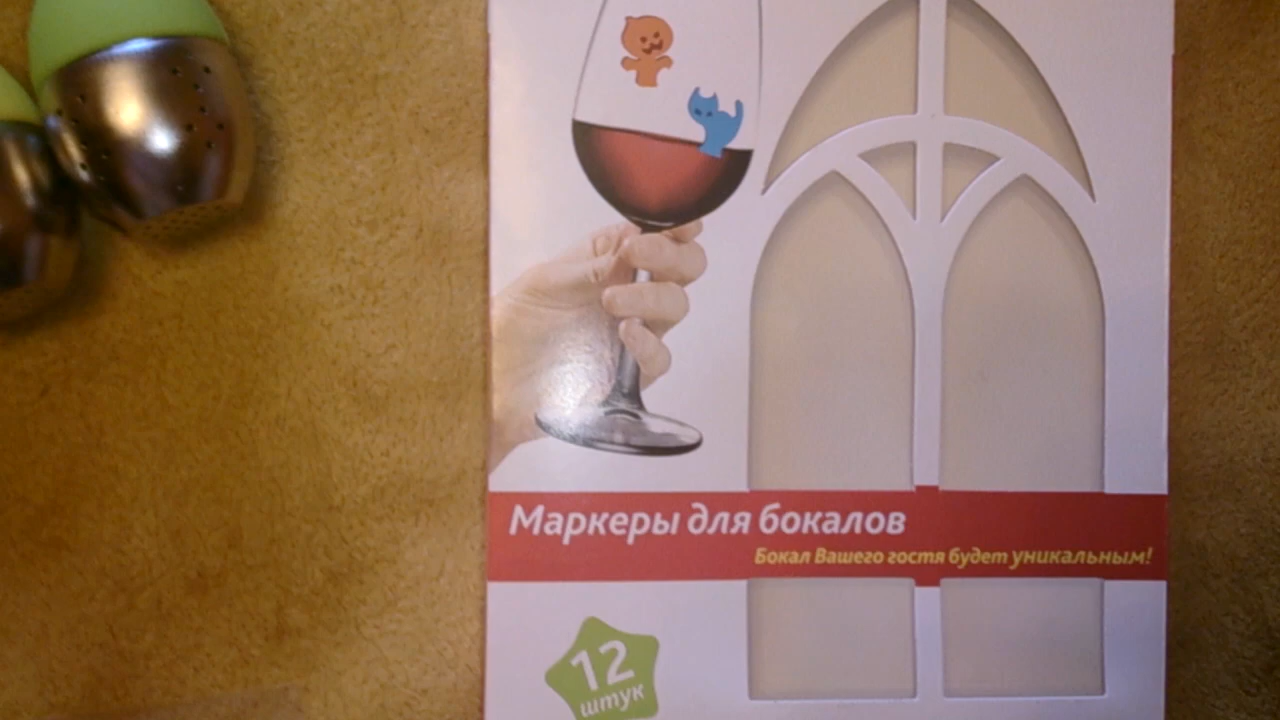 Маркеры для бокалов
Бокал Вашего гостя будет уникальным!
12
штук